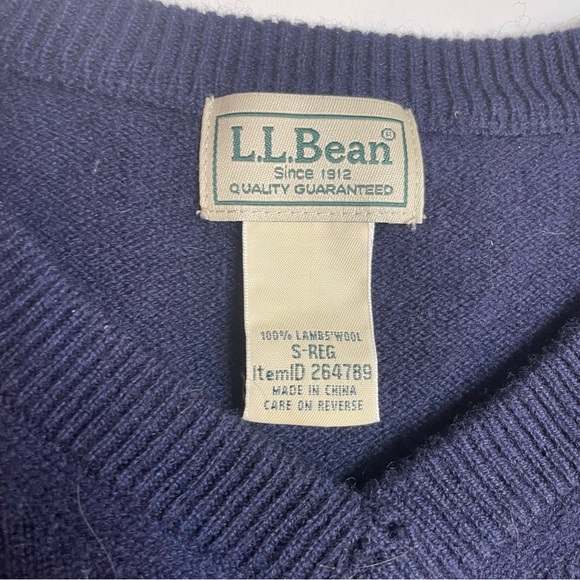 L.L.Bean®
Since 1912
QUALITY GUARANTEED
100% LAMBS'WOOL
S-REG
ItemID 264789
MADE IN CHINA
CARE ON REVERSE